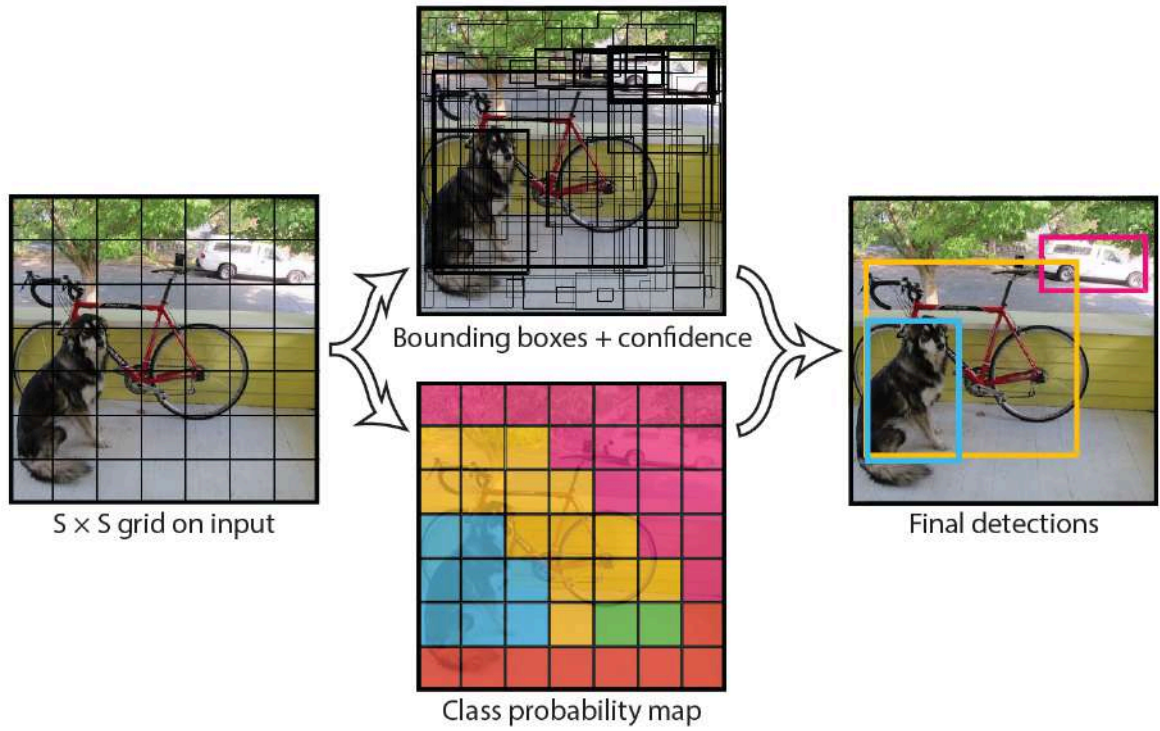 Bounding boxes + confidence
S × S grid on input
Final detections
Class probability map